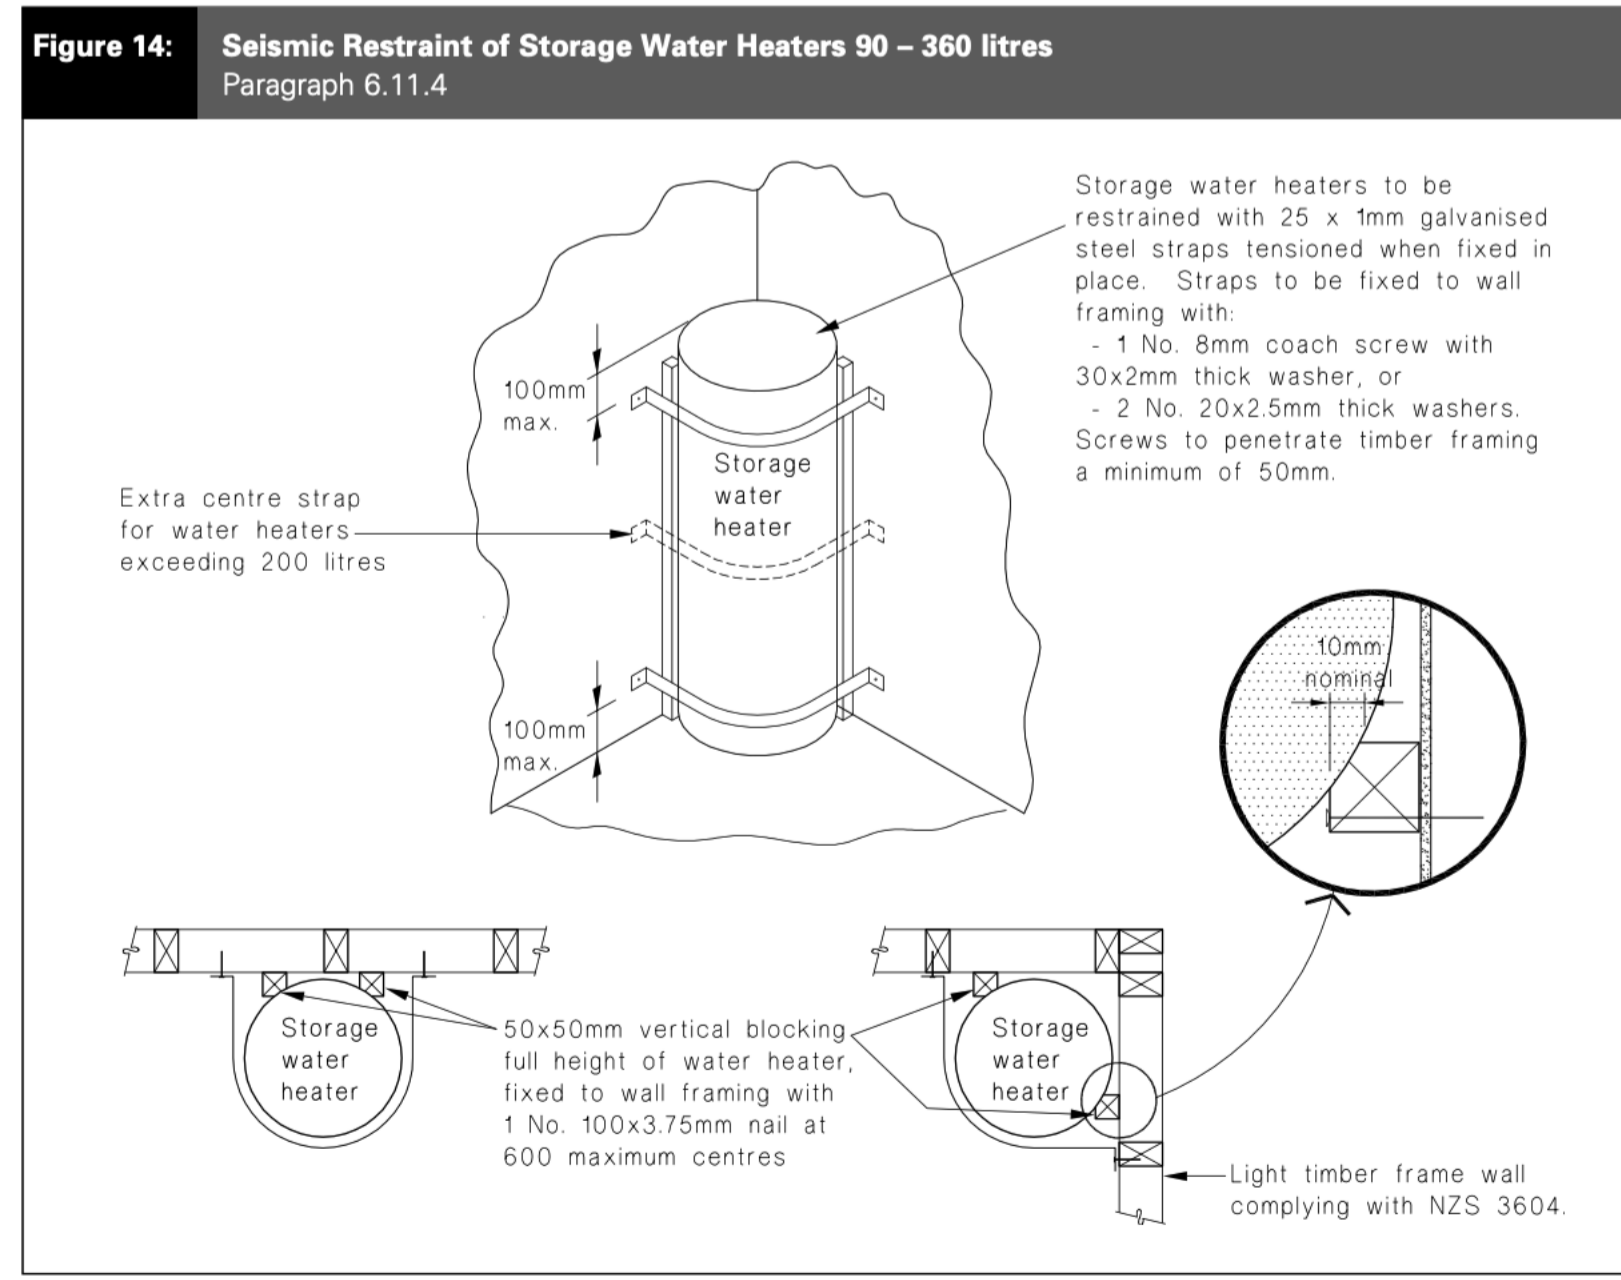 Figure 14:
Seismic Restraint of Storage Water Heaters 90 – 360 litres
Paragraph 6.11.4
Storage water heaters to be
restrained with 25 x 1mm galvanised
steel straps tensioned when fixed in
place. Straps to be fixed to wall
framing with:
- 1 No. 8mm coach screw with
30x2mm thick washer, or
- 2 No. 20x2.5mm thick washers.
Screws to penetrate timber framing
a minimum of 50mm.
100mm
max.
Storage
water
heater
Extra centre strap
for water heaters
exceeding 200 litres
10mm
nominal
100mm
max.
Storage
water
heater
50x50mm vertical blocking
full height of water heater,
fixed to wall framing with
1 No. 100x3.75mm nail at
600 maximum centres
Storage
water
heater
Light timber frame wall
complying with NZS 3604.